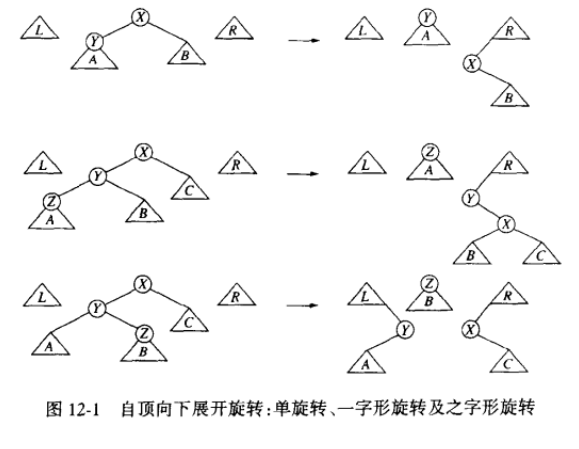 X
L Y R L Y R
A B A X
B
X Z
L Y R L A R
Z C Y
A B X
B C
X Z
L Y R L B R
Z C Y X
A B A C
图 12-1 自顶向下展开旋转:单旋转、一字形旋转及之字形旋转